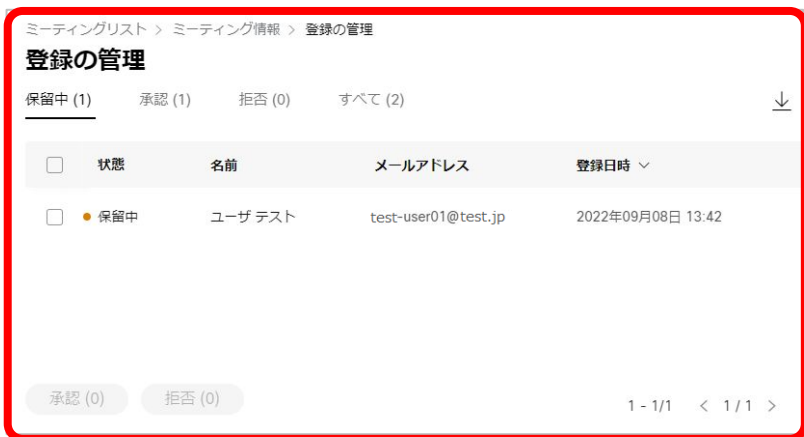 ミーティングリスト > ミーティング情報 > 登録の管理
登録の管理
保留中 (1) 承認 (1) 拒否 (0) すべて (2)
状態 名前 メールアドレス 登録日時
保留中 ユーザ テスト test-user01@test.jp 2022年09月08日 13:42
承認 (0) 拒否 (0) 1 - 1/1 < 1 / 1 >